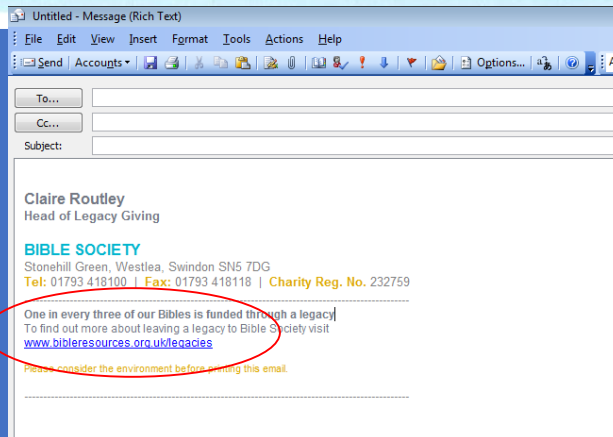 Untitled - Message (Rich Text)
File Edit View Insert Format Tools Actions Help
Send Accounts Options...
To...
Cc...
Subject:
Claire Routley
Head of Legacy Giving
BIBLE SOCIETY
Stonehill Green, Westlea, Swindon SN5 7DG
Tel: 01793 418100 | Fax: 01793 418118 | Charity Reg. No. 232759
One in every three of our Bibles is funded through a legacy
To find out more about leaving a legacy to Bible Society visit
www.bibleresources.org.uk/legacies
Please consider the environment before printing this email.